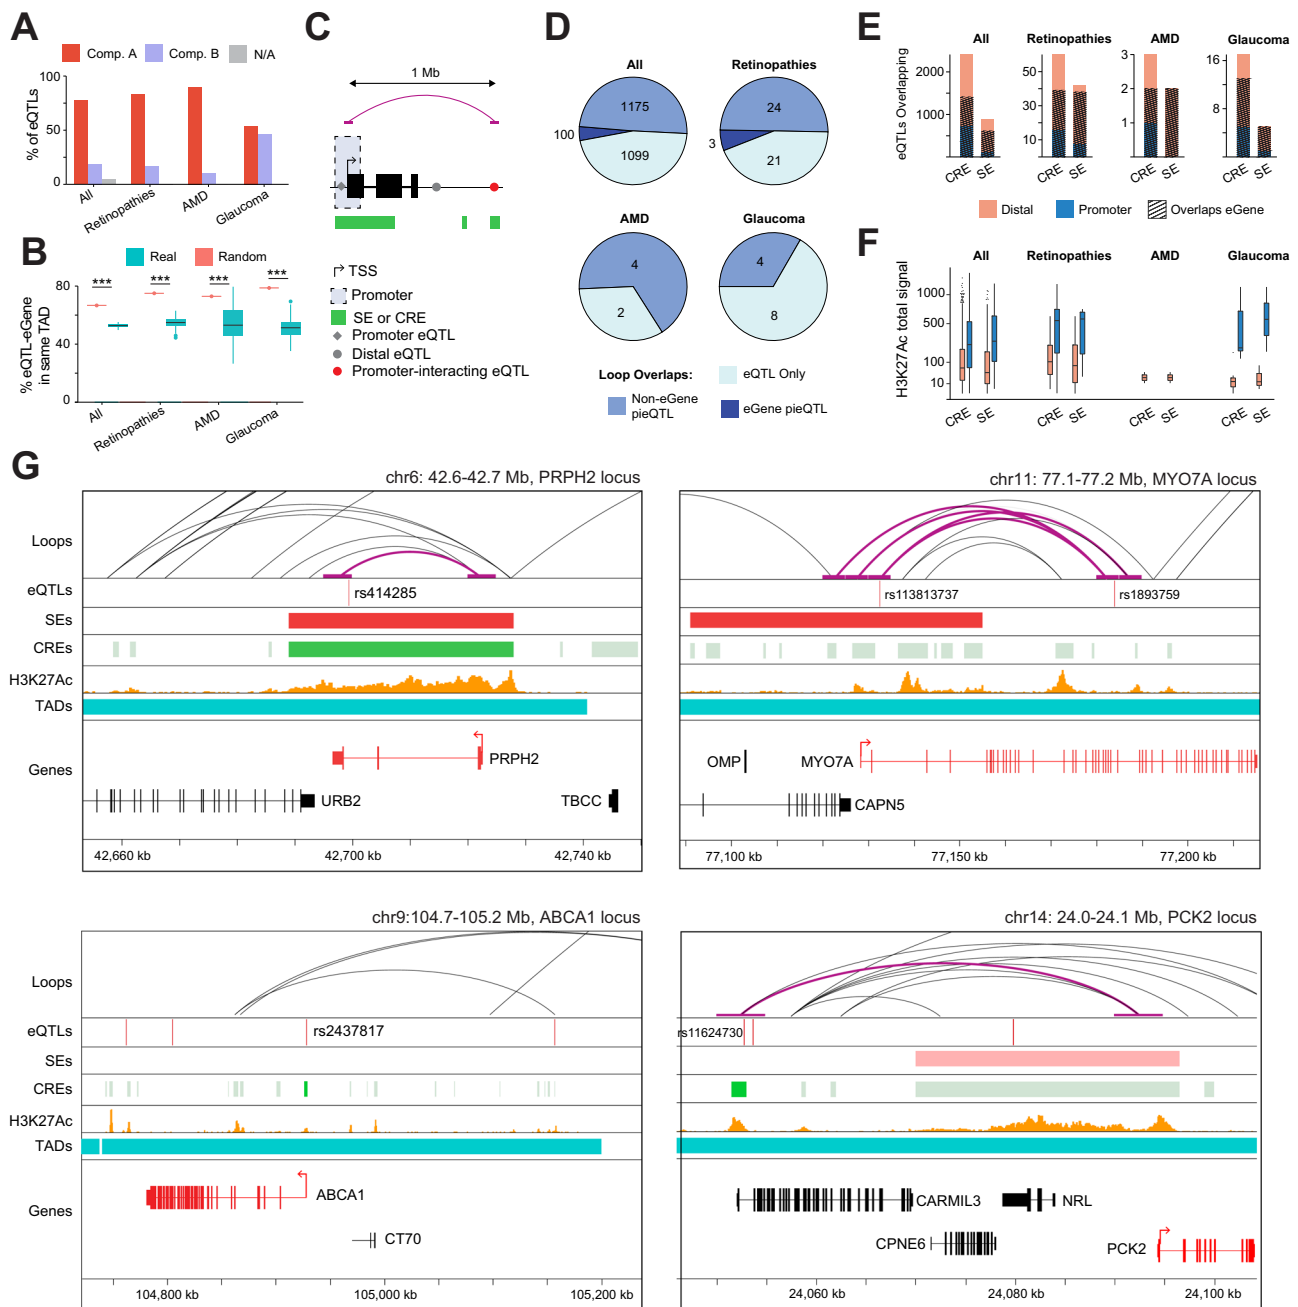 A
Comp. A Comp. B N/A
% of eQTLs
100
50
0
All
Retinopathies
AMD
Glaucoma
B
Real Random
*** *** *** ***
% eQTL-eGene
in same TAD
80
40
0
All
Retinopathies
AMD
Glaucoma
C
1 Mb
TSS
Promoter
SE or CRE
Promoter eQTL
Distal eQTL
Promoter-interacting eQTL
D
All
1175
100
1099
Retinopathies
24
3
21
AMD
4
2
Glaucoma
4
8
Loop Overlaps:
eQTL Only
Non-eGene
pieQTL
eGene pieQTL
E
All Retinopathies AMD Glaucoma
eQTLs Overlapping
2000
1000
50
40
30
20
10
3
2
1
16
8
CRE SE CRE SE CRE SE CRE SE
Distal Promoter Overlaps eGene
F
All Retinopathies AMD Glaucoma
H3K27Ac total signal
1000
500
100
10
CRE SE CRE SE CRE SE CRE SE
G
chr6: 42.6-42.7 Mb, PRPH2 locus
Loops
eQTLs
rs414285
SEs
CREs
H3K27Ac
TADs
Genes
PRPH2
URB2
TBCC
42,660 kb 42,700 kb 42,740 kb
chr11: 77.1-77.2 Mb, MYO7A locus
rs113813737
rs1893759
OMP
MYO7A
CAPN5
77,100 kb 77,150 kb 77,200 kb
chr9:104.7-105.2 Mb, ABCA1 locus
Loops
eQTLs
rs2437817
SEs
CREs
H3K27Ac
TADs
Genes
ABCA1
CT70
104,800 kb 105,000 kb 105,200 kb
chr14: 24.0-24.1 Mb, PCK2 locus
rs11624730
CARMIL3
NRL
CPNE6
PCK2
24,060 kb 24,080 kb 24,100 kb